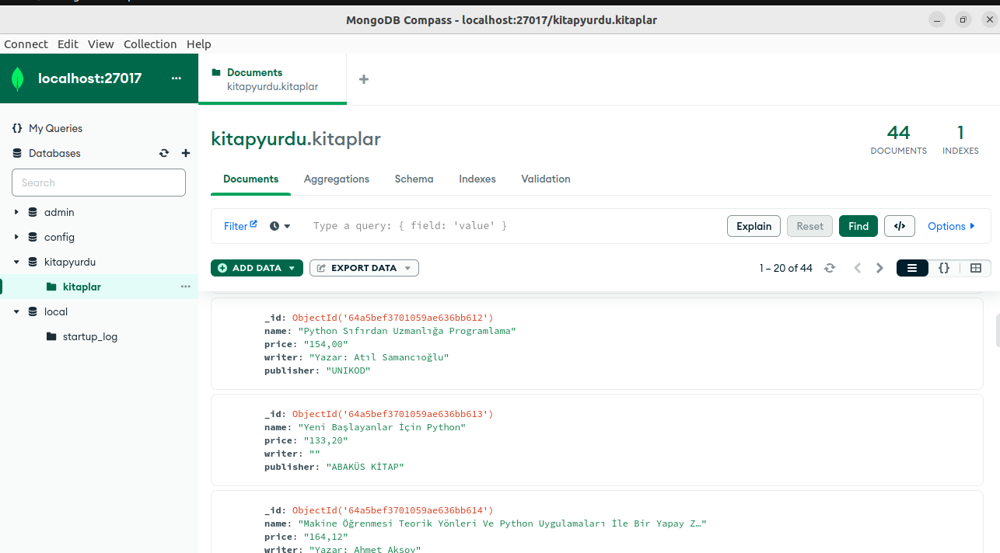 MongoDB Compass - localhost:27017/kitapyurdu.kitaplar
Connect Edit View Collection Help
localhost:27017
Documents
kitapyurdu.kitaplar
My Queries
Databases
Search
admin
config
kitapyurdu
kitaplar
local
startup_log
kitapyurdu.kitaplar
44
DOCUMENTS
1
INDEXES
Documents Aggregations Schema Indexes Validation
Filter Type a query: { field: 'value' } Explain Reset Find </> Options
ADD DATA EXPORT DATA 1 – 20 of 44 {}
_id: ObjectId('64a5bef3701059ae636bb612')
name: "Python Sıfırdan Uzmanlığa Programlama"
price: "154,00"
writer: "Yazar: Atıl Samancıoğlu"
publisher: "UNIKOD"
_id: ObjectId('64a5bef3701059ae636bb613')
name: "Yeni Başlayanlar İçin Python"
price: "133,20"
writer: ""
publisher: "ABAKÜS KİTAP"
_id: ObjectId('64a5bef3701059ae636bb614')
name: "Makine Öğrenmesi Teorik Yönleri Ve Python Uygulamaları İle Bir Yapay Z…"
price: "164,12"
writer: "Yazar: Ahmet Aksoy"